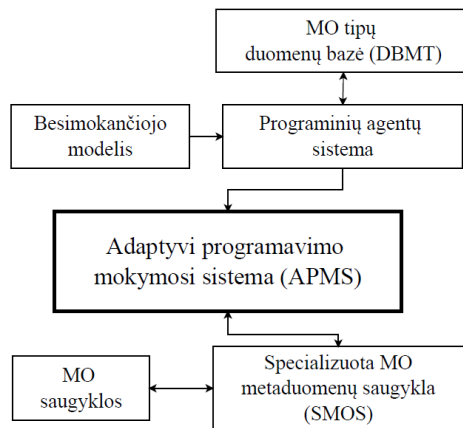 MO tipų
duomenų bazė (DBMT)
Besimokančiojo
modelis
Programinių agentų
sistema
Adaptyvi programavimo
mokymosi sistema (APMS)
MO
saugyklos
Specializuota MO
metaduomenų saugykla
(SMOS)